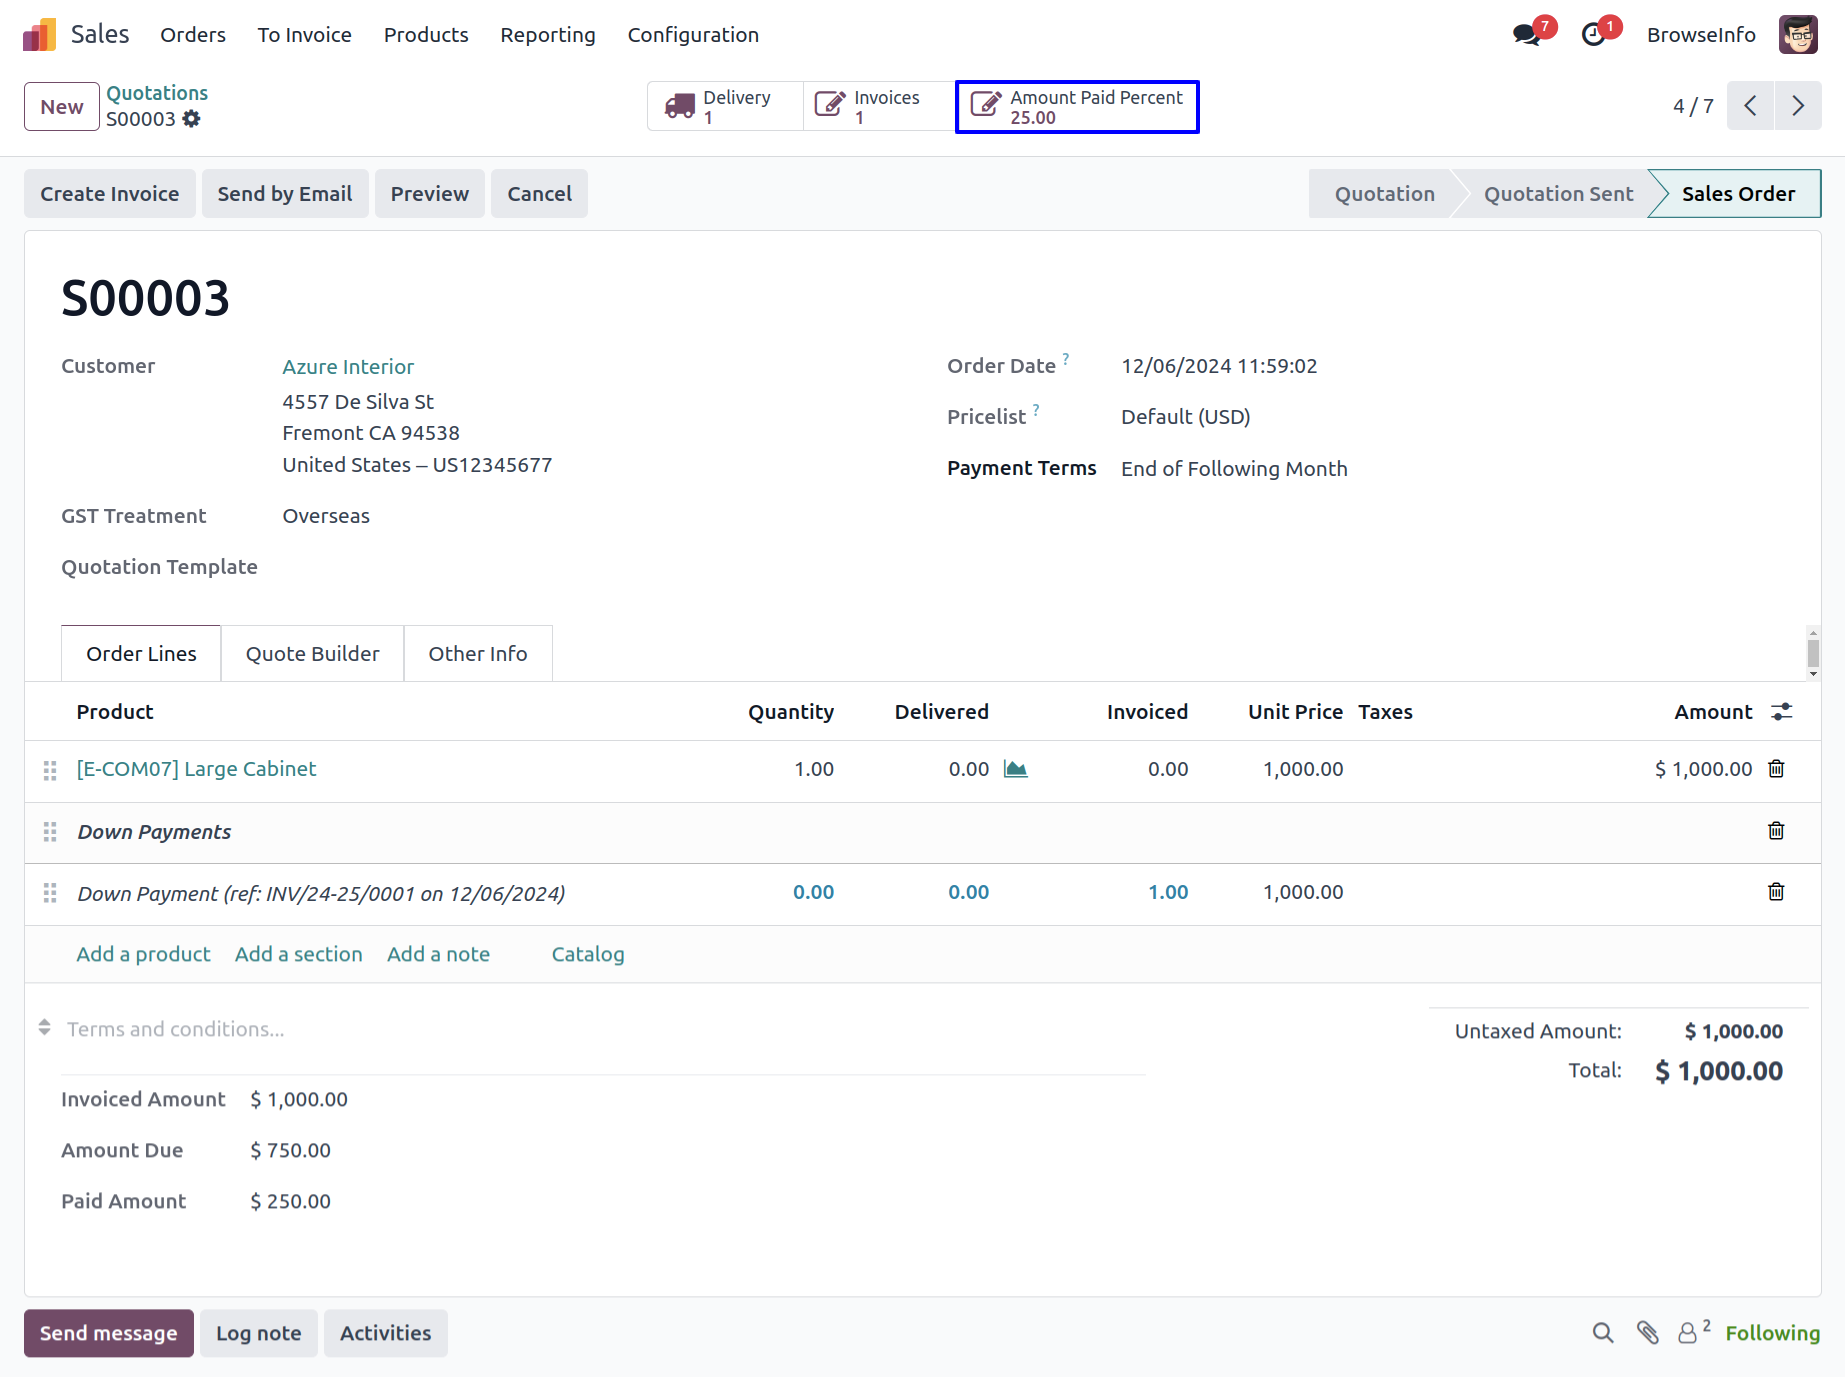 Sales Orders To Invoice Products Reporting Configuration 7 1 BrowseInfo
New Quotations
S00003
Delivery
1
Invoices
1
Amount Paid Percent
25.00
4 / 7
Create Invoice Send by Email Preview Cancel Quotation Quotation Sent Sales Order
S00003
Customer Azure Interior
4557 De Silva St
Fremont CA 94538
United States – US12345677
GST Treatment Overseas
Quotation Template
Order Date ? 12/06/2024 11:59:02
Pricelist ? Default (USD)
Payment Terms End of Following Month
Order Lines Quote Builder Other Info
Product Quantity Delivered Invoiced Unit Price Taxes Amount
[E-COM07] Large Cabinet 1.00 0.00 0.00 1,000.00 $ 1,000.00
Down Payments
Down Payment (ref: INV/24-25/0001 on 12/06/2024) 0.00 0.00 1.00 1,000.00
Add a product Add a section Add a note Catalog
Terms and conditions...
Untaxed Amount: $ 1,000.00
Total: $ 1,000.00
Invoiced Amount $ 1,000.00
Amount Due $ 750.00
Paid Amount $ 250.00
Send message Log note Activities 2 Following